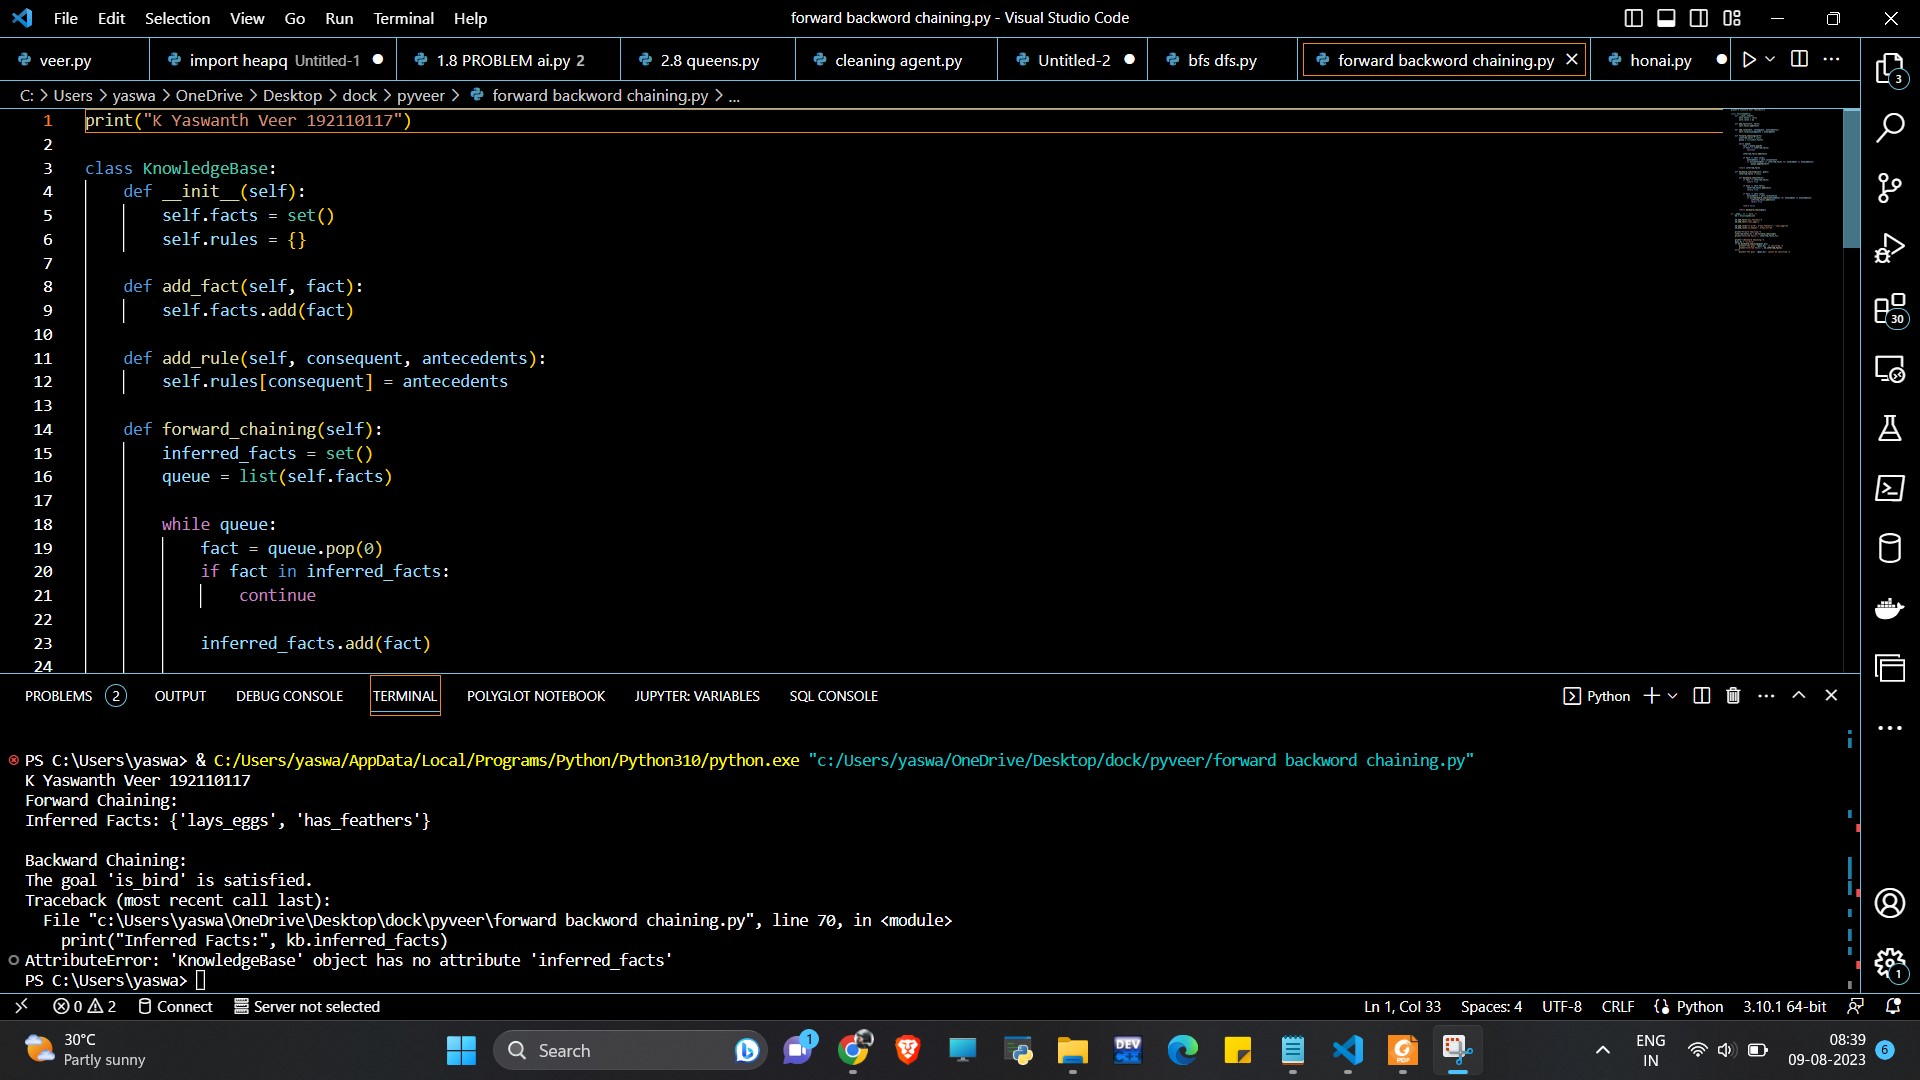 File Edit Selection View Go Run Terminal Help
forward backword chaining.py - Visual Studio Code
veer.py
import heapq Untitled-1
1.8 PROBLEM ai.py 2
2.8 queens.py
cleaning agent.py
Untitled-2
bfs dfs.py
forward backword chaining.py
honai.py
C: > Users > yaswa > OneDrive > Desktop > dock > pyveer > forward backword chaining.py > ...
1 print("K Yaswanth Veer 192110117")
2
3 class KnowledgeBase:
4 def __init__(self):
5 self.facts = set()
6 self.rules = {}
7
8 def add_fact(self, fact):
9 self.facts.add(fact)
10
11 def add_rule(self, consequent, antecedents):
12 self.rules[consequent] = antecedents
13
14 def forward_chaining(self):
15 inferred_facts = set()
16 queue = list(self.facts)
17
18 while queue:
19 fact = queue.pop(0)
20 if fact in inferred_facts:
21 continue
22
23 inferred_facts.add(fact)
24
3
30
PROBLEMS 2 OUTPUT DEBUG CONSOLE TERMINAL POLYGLOT NOTEBOOK JUPYTER: VARIABLES SQL CONSOLE
Python
PS C:\Users\yaswa> & C:/Users/yaswa/AppData/Local/Programs/Python/Python310/python.exe "c:/Users/yaswa/OneDrive/Desktop/dock/pyveer/forward backword chaining.py"
K Yaswanth Veer 192110117
Forward Chaining:
Inferred Facts: {'lays_eggs', 'has_feathers'}
Backward Chaining:
The goal 'is_bird' is satisfied.
Traceback (most recent call last):
File "c:\Users\yaswa\OneDrive\Desktop\dock\pyveer\forward backword chaining.py", line 70, in <module>
print("Inferred Facts:", kb.inferred_facts)
AttributeError: 'KnowledgeBase' object has no attribute 'inferred_facts'
PS C:\Users\yaswa>
1
0 2 Connect Server not selected
Ln 1, Col 33 Spaces: 4 UTF-8 CRLF Python 3.10.1 64-bit
30°C
Partly sunny
Search
1
DEV
PDF
ENG
IN
08:39
09-08-2023
6